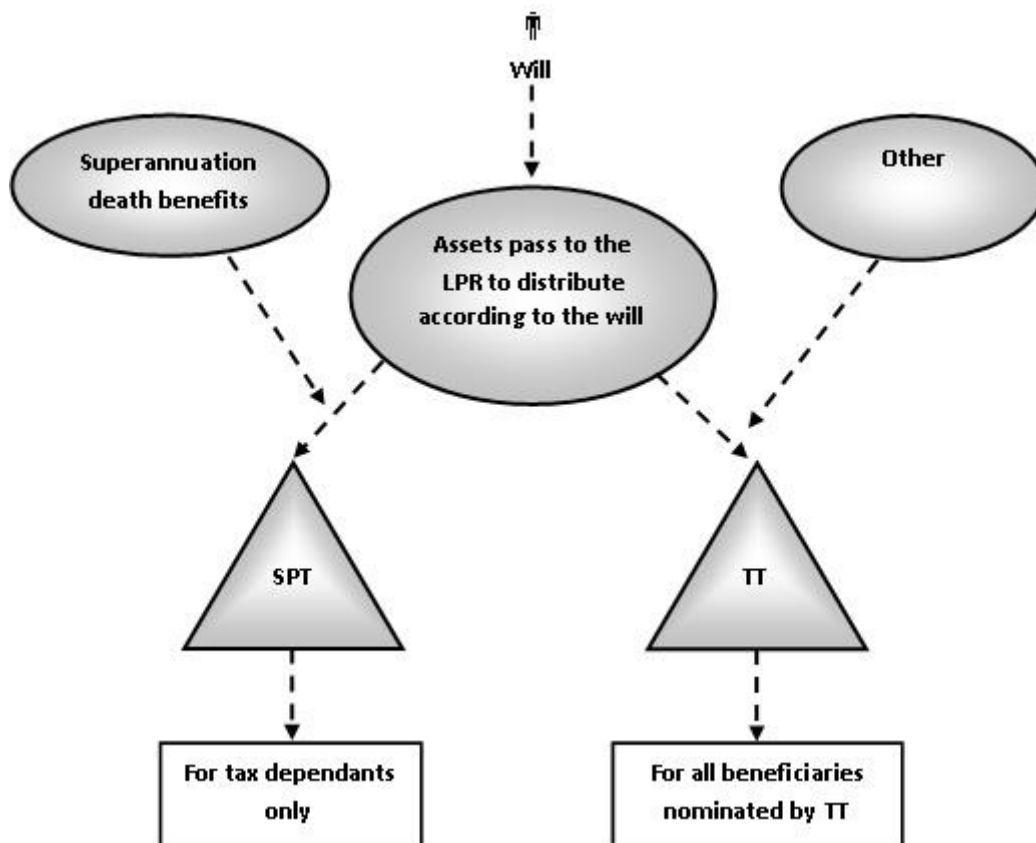 Will
Superannuation
death benefits
Other
Assets pass to the
LPR to distribute
according to the will
SPT
TT
For tax dependants
only
For all beneficiaries
nominated by TT